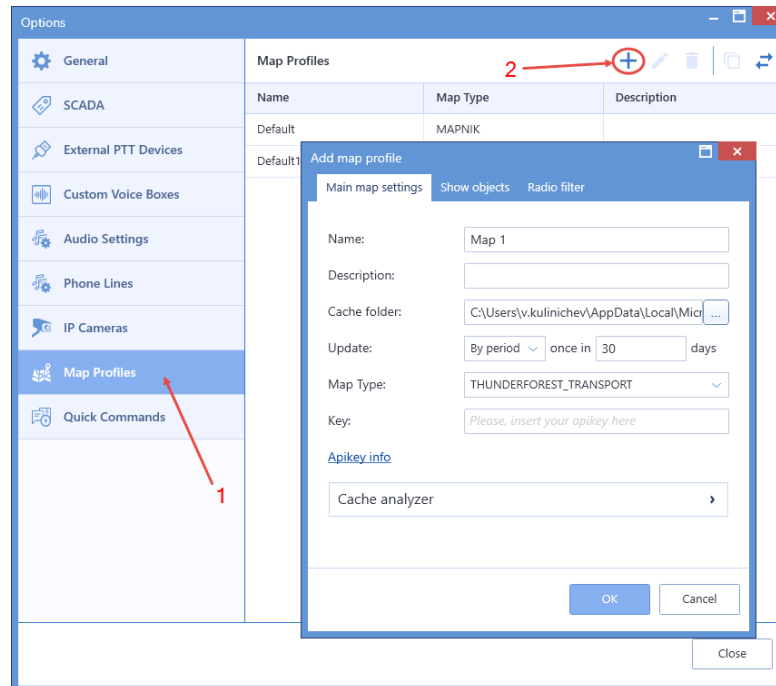 Options
General
SCADA
External PTT Devices
Custom Voice Boxes
Audio Settings
Phone Lines
IP Cameras
Map Profiles
Quick Commands
1
Map Profiles
2
Name Map Type Description
Default MAPNIK
Default1
Add map profile
Main map settings Show objects Radio filter
Name: Map 1
Description:
Cache folder: C:\Users\v.kulinichev\AppData\Local\Micr ...
Update: By period once in 30 days
Map Type: THUNDERFOREST_TRANSPORT
Key: Please, insert your apikey here
Apikey info
Cache analyzer
OK Cancel
Close